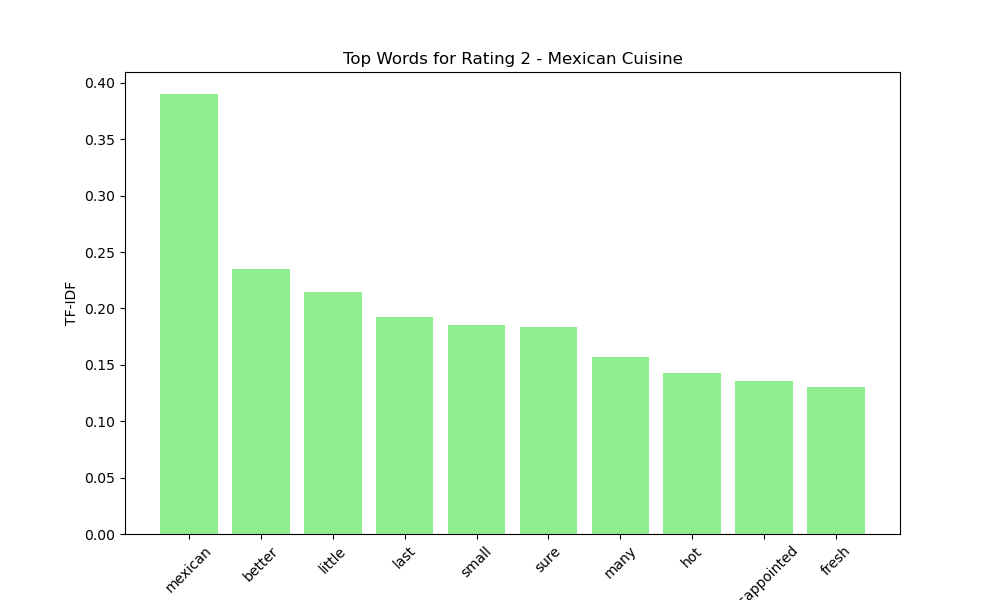 Top Words for Rating 2 - Mexican Cuisine
TF-IDF
0.40
0.35
0.30
0.25
0.20
0.15
0.10
0.05
0.00
mexican
better
little
last
small
sure
many
hot
sappointed
fresh